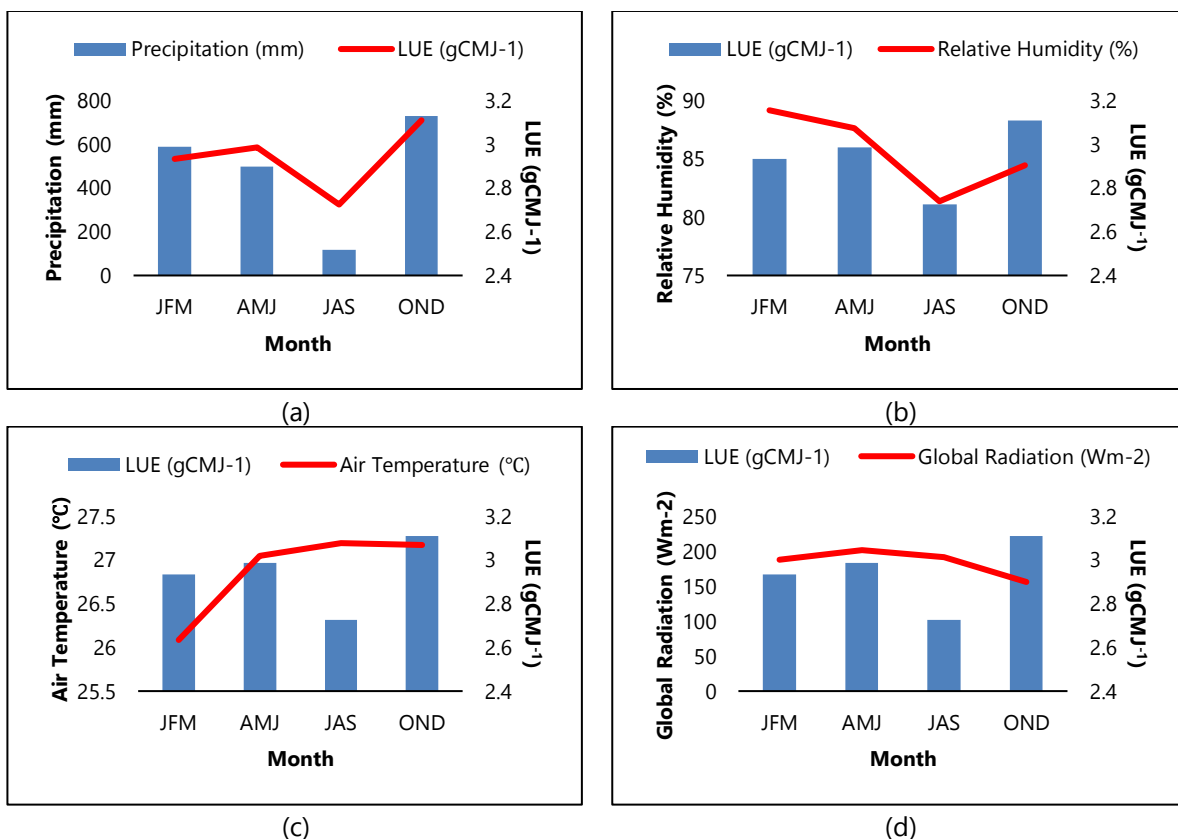 Precipitation (mm) LUE (gCMJ-1)
Precipitation (mm)
800
600
400
200
0
3.2
3
2.8
2.6
2.4
LUE (gCMJ-1)
JFM AMJ JAS OND
Month
(a)
LUE (gCMJ-1) Relative Humidity (%)
Relative Humidity (%)
90
85
80
75
3.2
3
2.8
2.6
2.4
LUE (gCMJ-1)
JFM AMJ JAS OND
Month
(b)
LUE (gCMJ-1) Air Temperature (℃)
Air Temperature (℃)
27.5
27
26.5
26
25.5
3.2
3
2.8
2.6
2.4
LUE (gCMJ-1)
JFM AMJ JAS OND
Month
(c)
LUE (gCMJ-1) Global Radiation (Wm-2)
Global Radiation (Wm-2)
250
200
150
100
50
0
3.2
3
2.8
2.6
2.4
LUE (gCMJ-1)
JFM AMJ JAS OND
Month
(d)